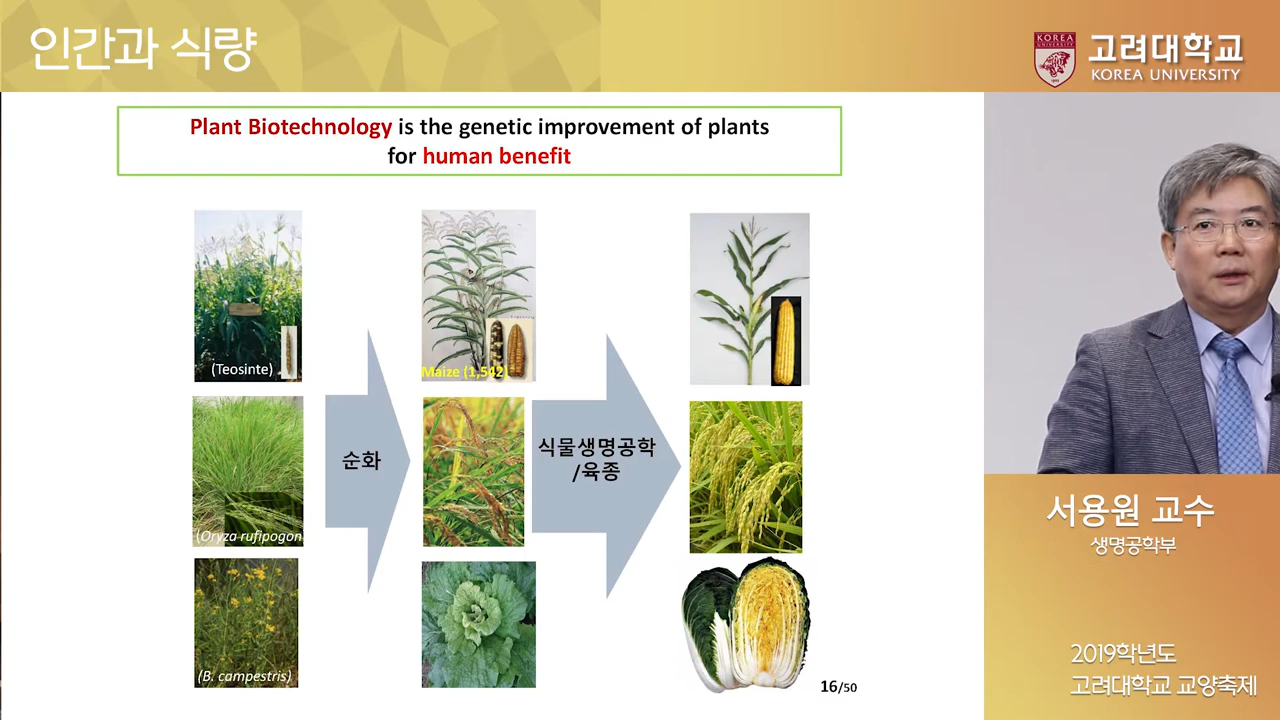 인간과 식량
KOREA
UNIVERSITY
1905
고려대학교
KOREA UNIVERSITY
Plant Biotechnology is the genetic improvement of plants
for human benefit
(Teosinte)
Maize (1,542)
순화
식물생명공학
/육종
(Oryza rufipogon
(B. campestris)
16/50
서용원 교수
생명공학부
2019학년도
고려대학교 교양축제